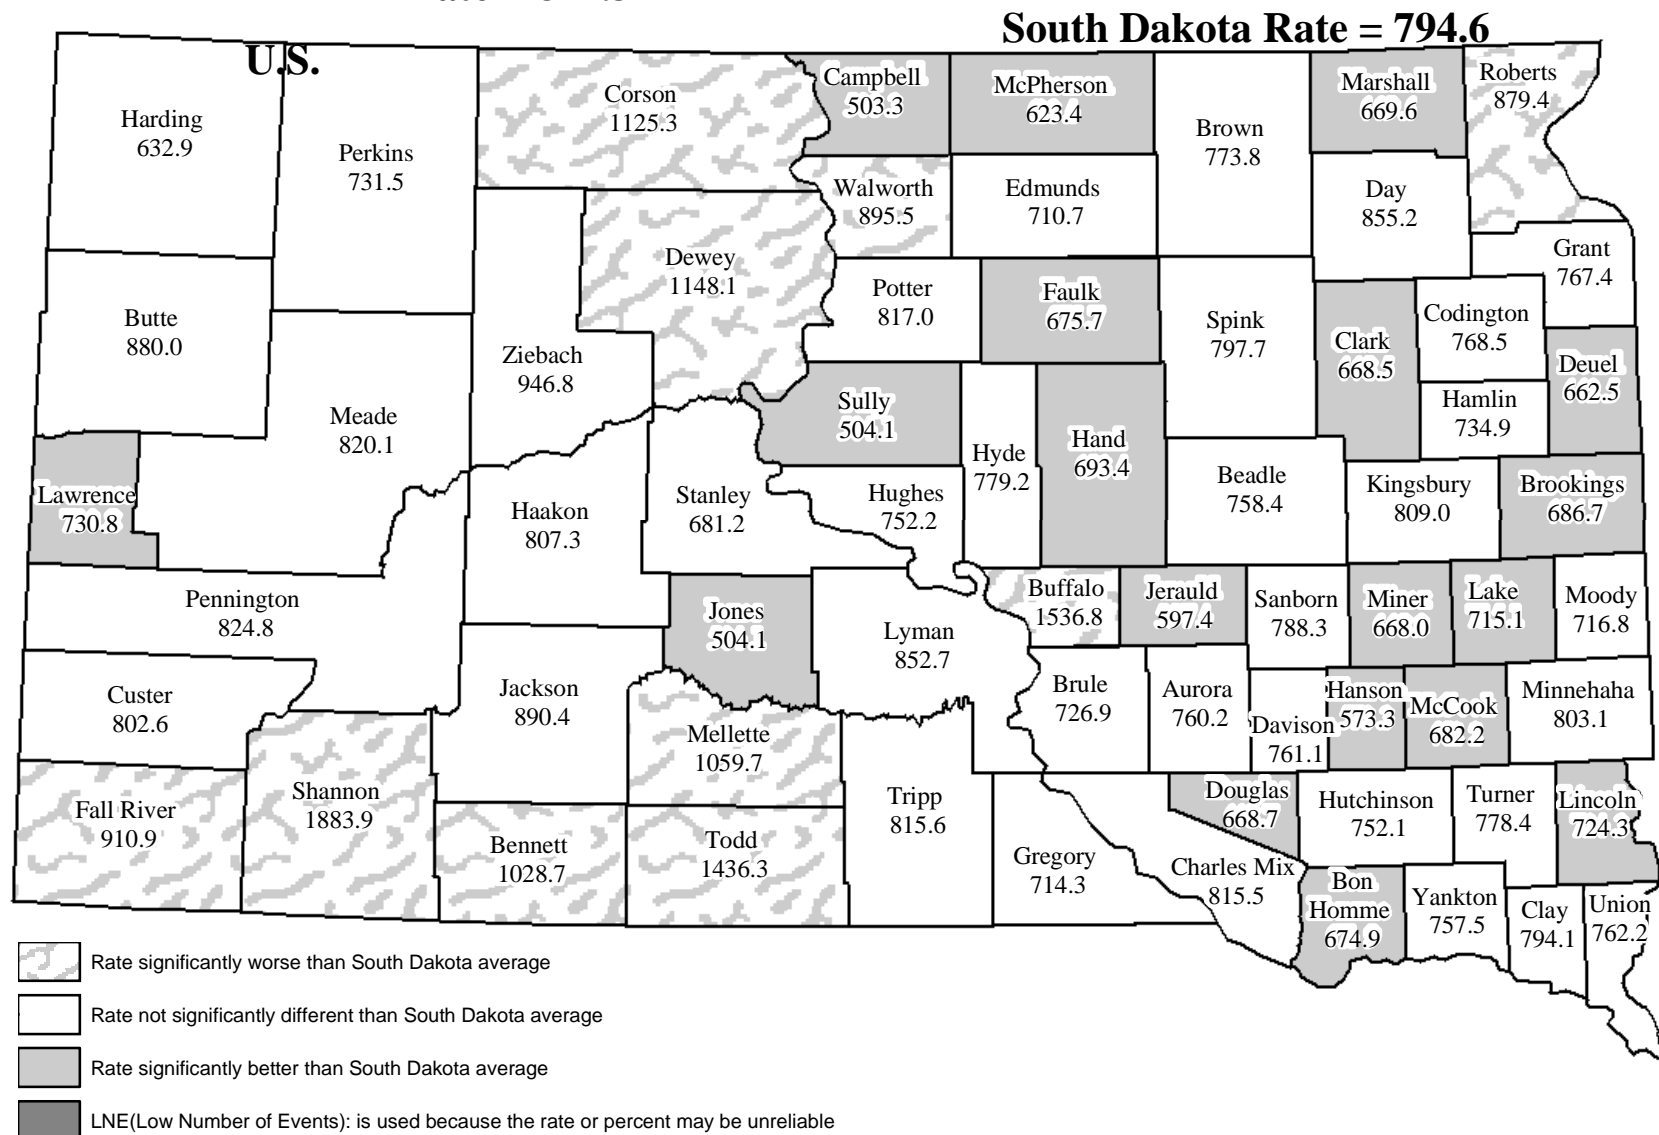 South Dakota Rate = 794.6
U.S.
Harding
632.9
Perkins
731.5
Corson
1125.3
Campbell
503.3
McPherson
623.4
Brown
773.8
Marshall
669.6
Roberts
879.4
Walworth
895.5
Edmunds
710.7
Day
855.2
Grant
767.4
Butte
880.0
Dewey
1148.1
Potter
817.0
Faulk
675.7
Spink
797.7
Clark
668.5
Codington
768.5
Deuel
662.5
Ziebach
946.8
Meade
820.1
Sully
504.1
Hyde
779.2
Hand
693.4
Hamlin
734.9
Lawrence
730.8
Haakon
807.3
Stanley
681.2
Hughes
752.2
Beadle
758.4
Kingsbury
809.0
Brookings
686.7
Pennington
824.8
Jones
504.1
Lyman
852.7
Buffalo
1536.8
Jerauld
597.4
Sanborn
788.3
Miner
668.0
Lake
715.1
Moody
716.8
Custer
802.6
Jackson
890.4
Mellette
1059.7
Brule
726.9
Aurora
760.2
Davison
761.1
Hanson
573.3
McCook
682.2
Minnehaha
803.1
Fall River
910.9
Shannon
1883.9
Bennett
1028.7
Todd
1436.3
Tripp
815.6
Gregory
714.3
Charles Mix
815.5
Douglas
668.7
Hutchinson
752.1
Turner
778.4
Lincoln
724.3
Bon
Homme
674.9
Yankton
757.5
Clay
794.1
Union
762.2
Rate significantly worse than South Dakota average
Rate not significantly different than South Dakota average
Rate significantly better than South Dakota average
LNE(Low Number of Events): is used because the rate or percent may be unreliable